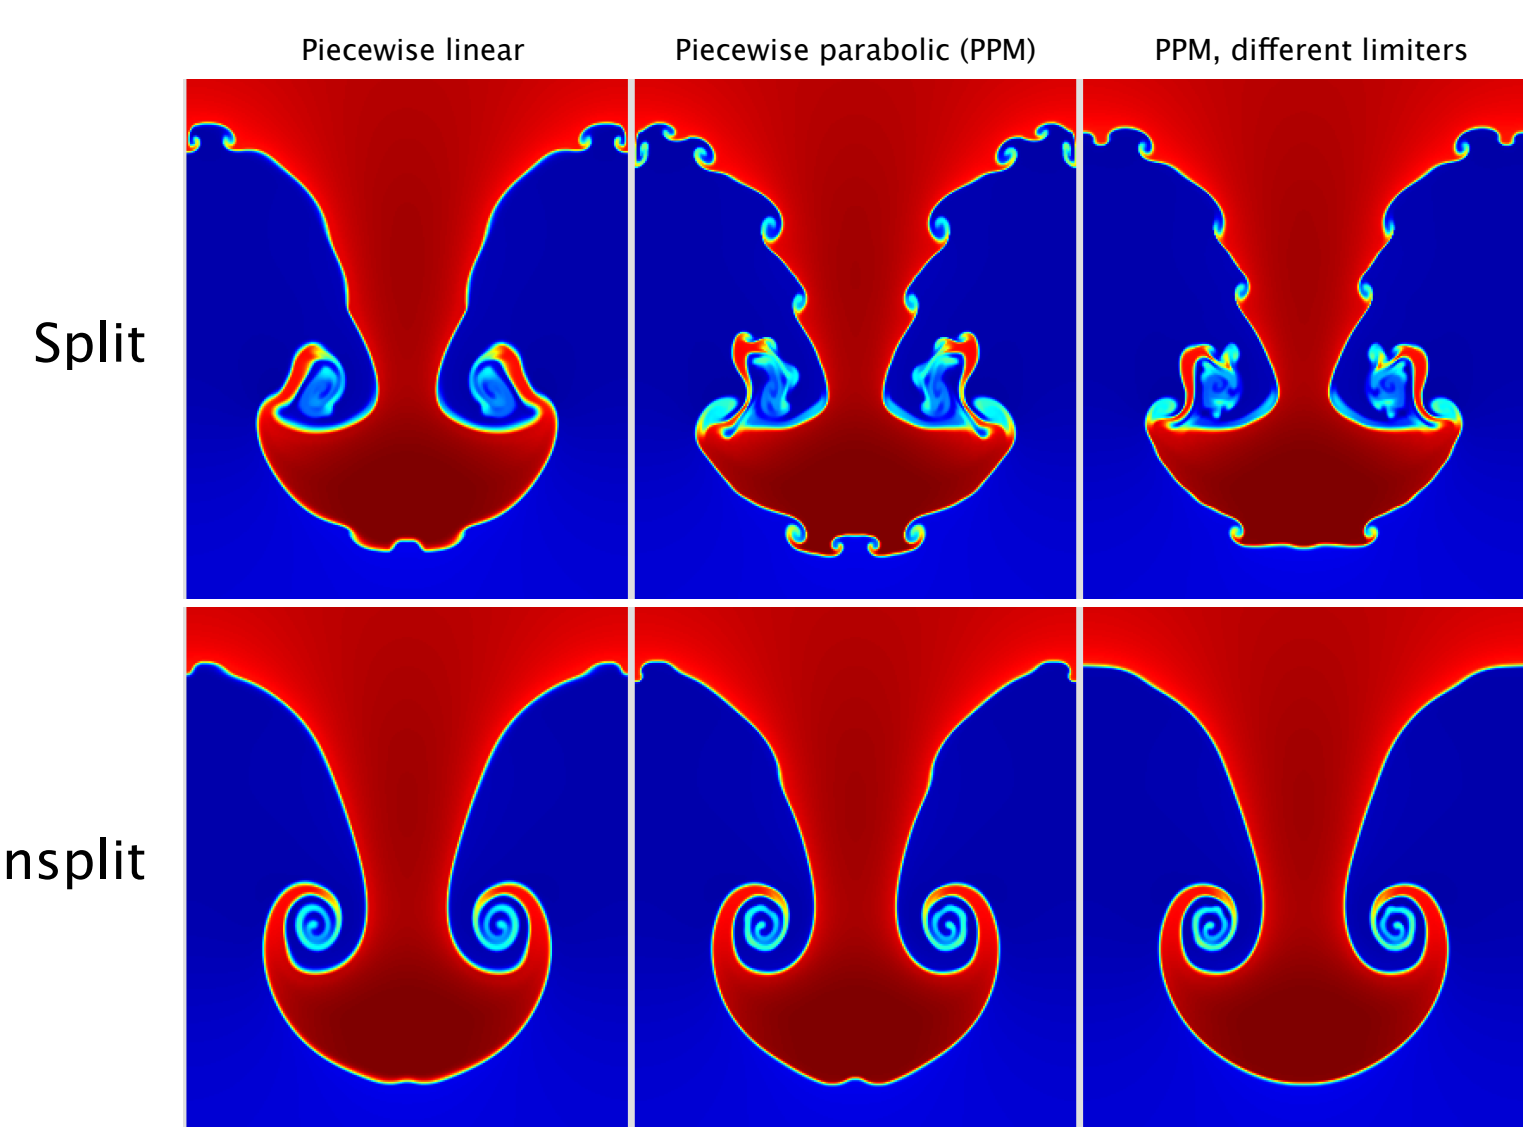 Piecewise linear
Piecewise parabolic (PPM)
PPM, different limiters
Split
nsplit